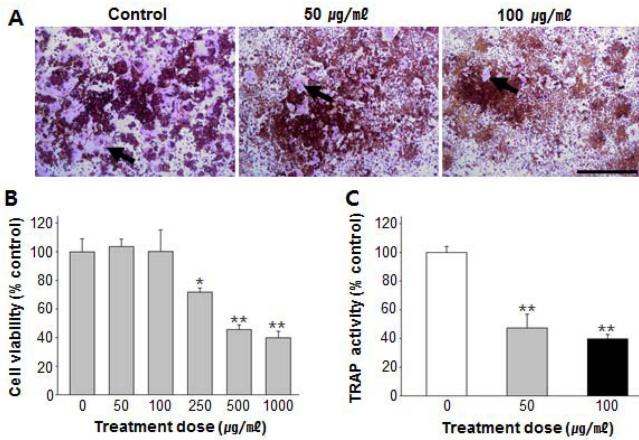 A
Control
50 μg/mℓ
100 μg/mℓ
B
Cell viability (% control)
120
100
80
60
40
20
0
*
**
**
0 50 100 250 500 1000
Treatment dose (μg/mℓ)
C
TRAP activity (% control)
120
100
80
60
40
20
0
**
**
0 50 100
Treatment dose (μg/mℓ)